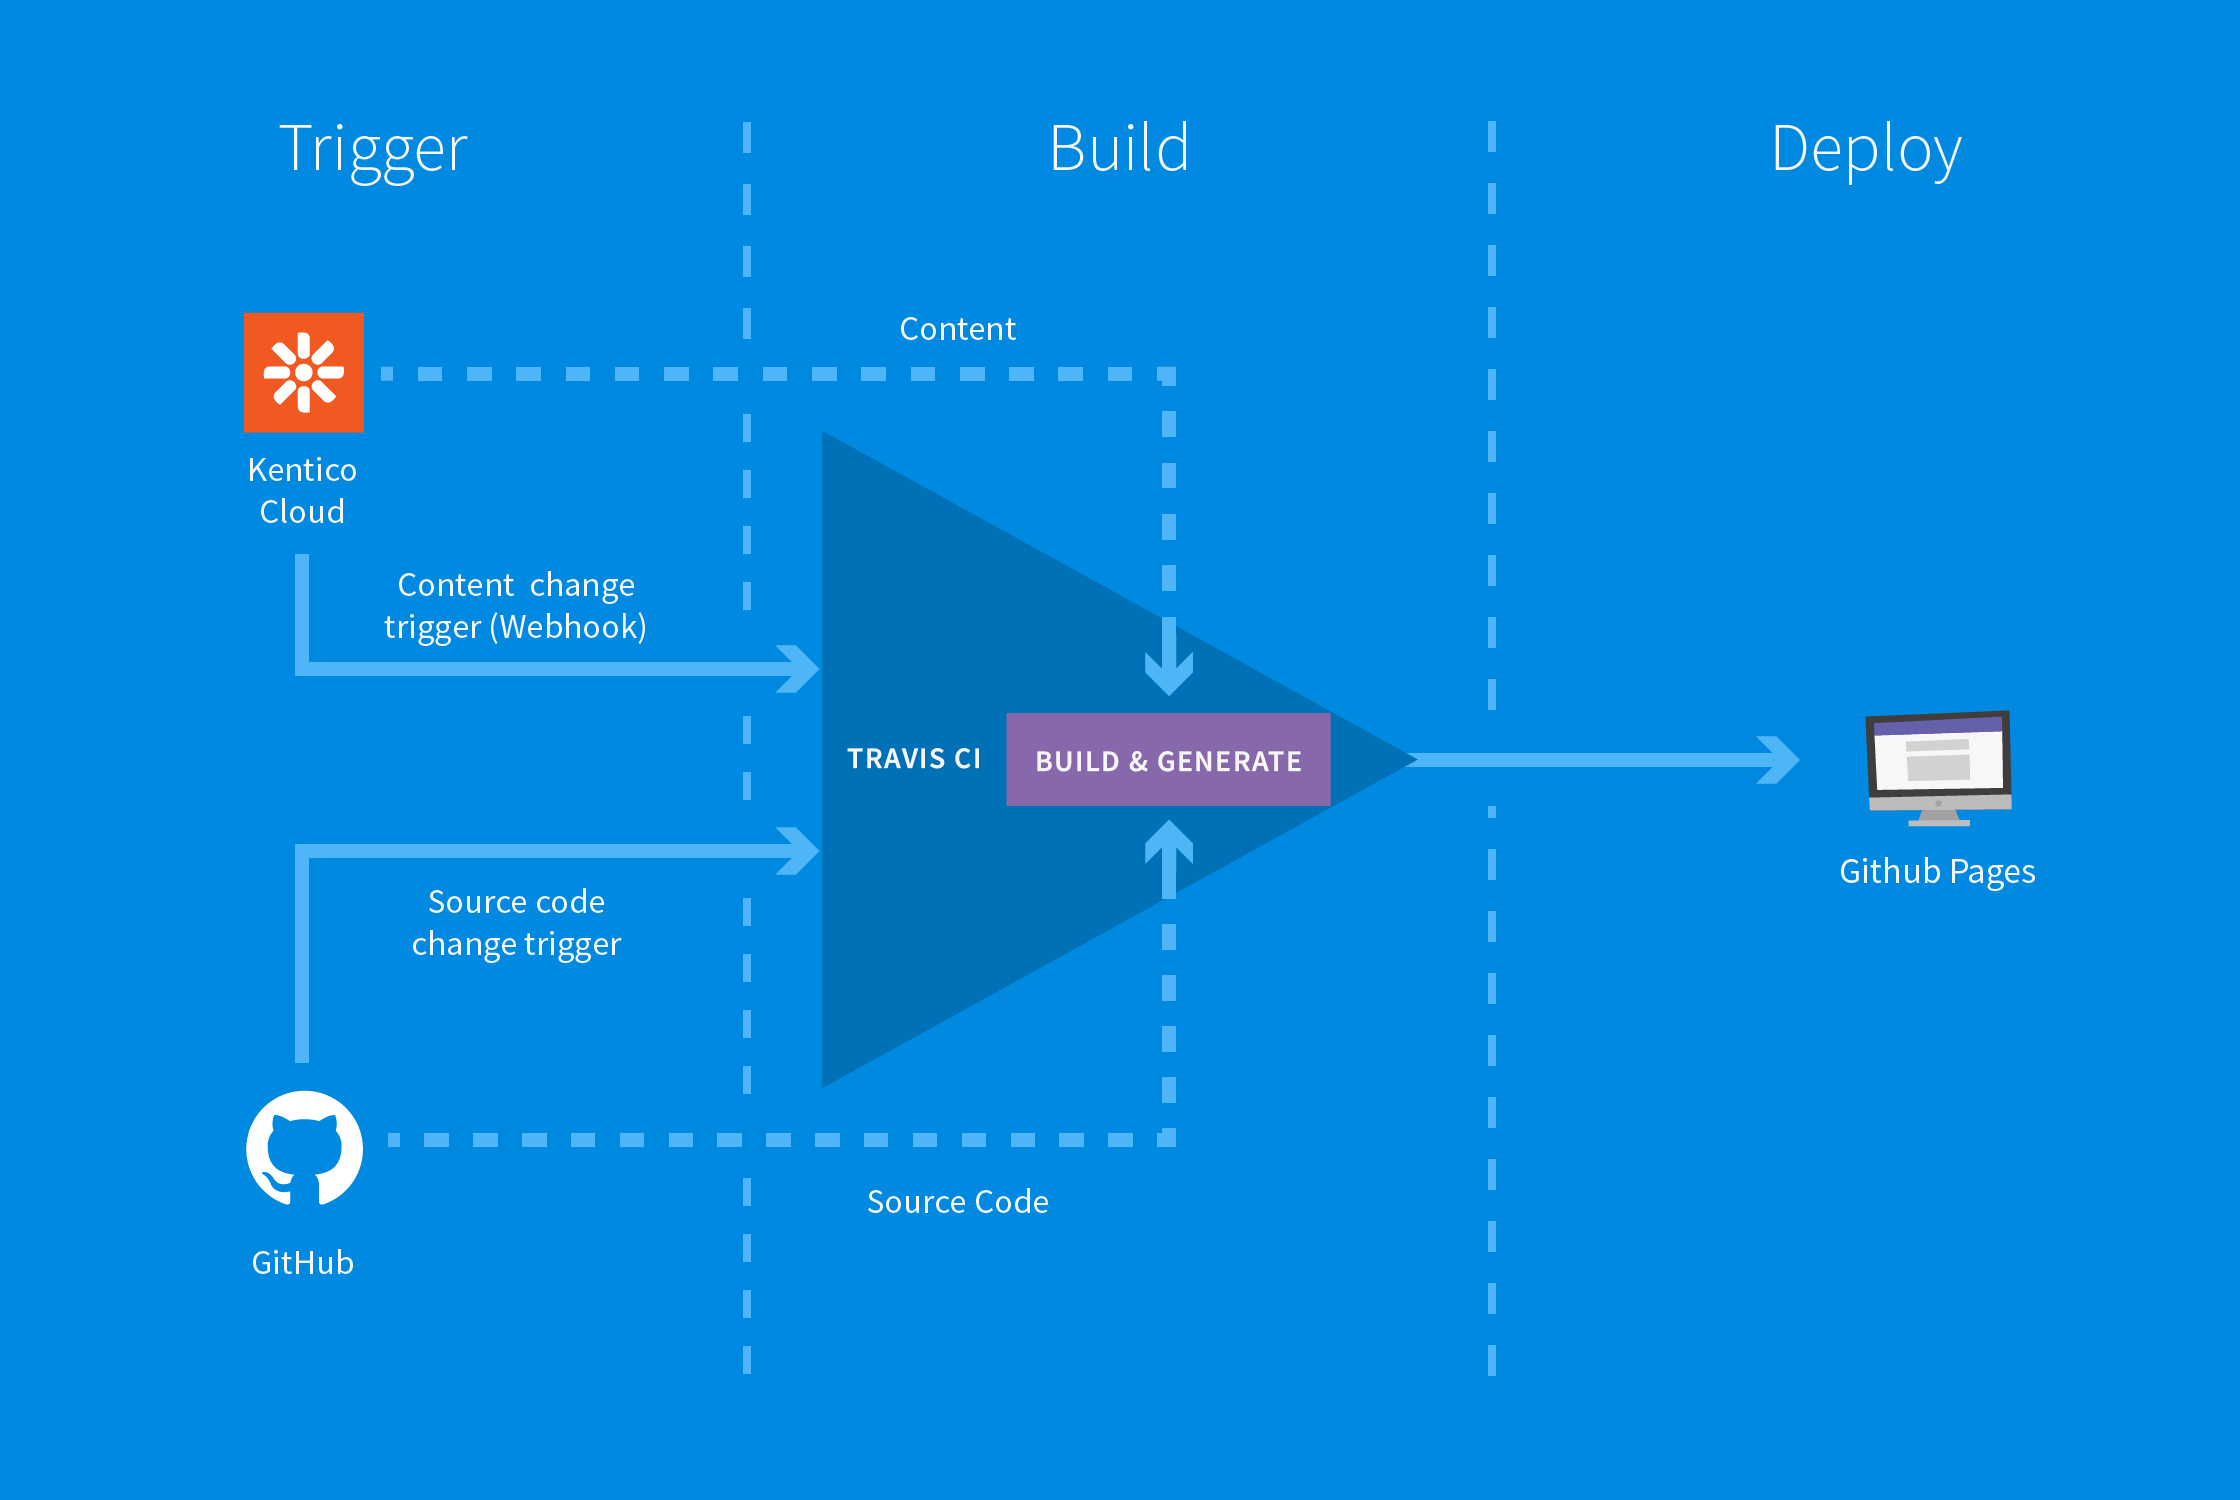 Trigger
Build
Deploy
Content
Kentico
Cloud
Content change
trigger (Webhook)
TRAVIS CI
BUILD & GENERATE
Github Pages
Source code
change trigger
Source Code
GitHub